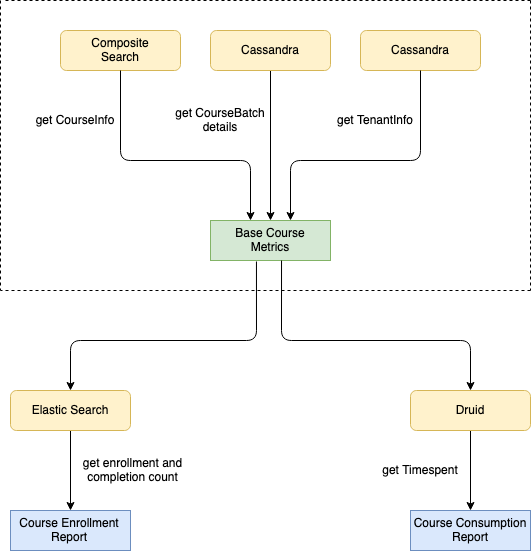 Composite
Search
Cassandra
Cassandra
get CourseInfo
get CourseBatch
details
get TenantInfo
Base Course
Metrics
Elastic Search
Druid
get enrollment and
completion count
get Timespent
Course Enrollment
Report
Course Consumption
Report